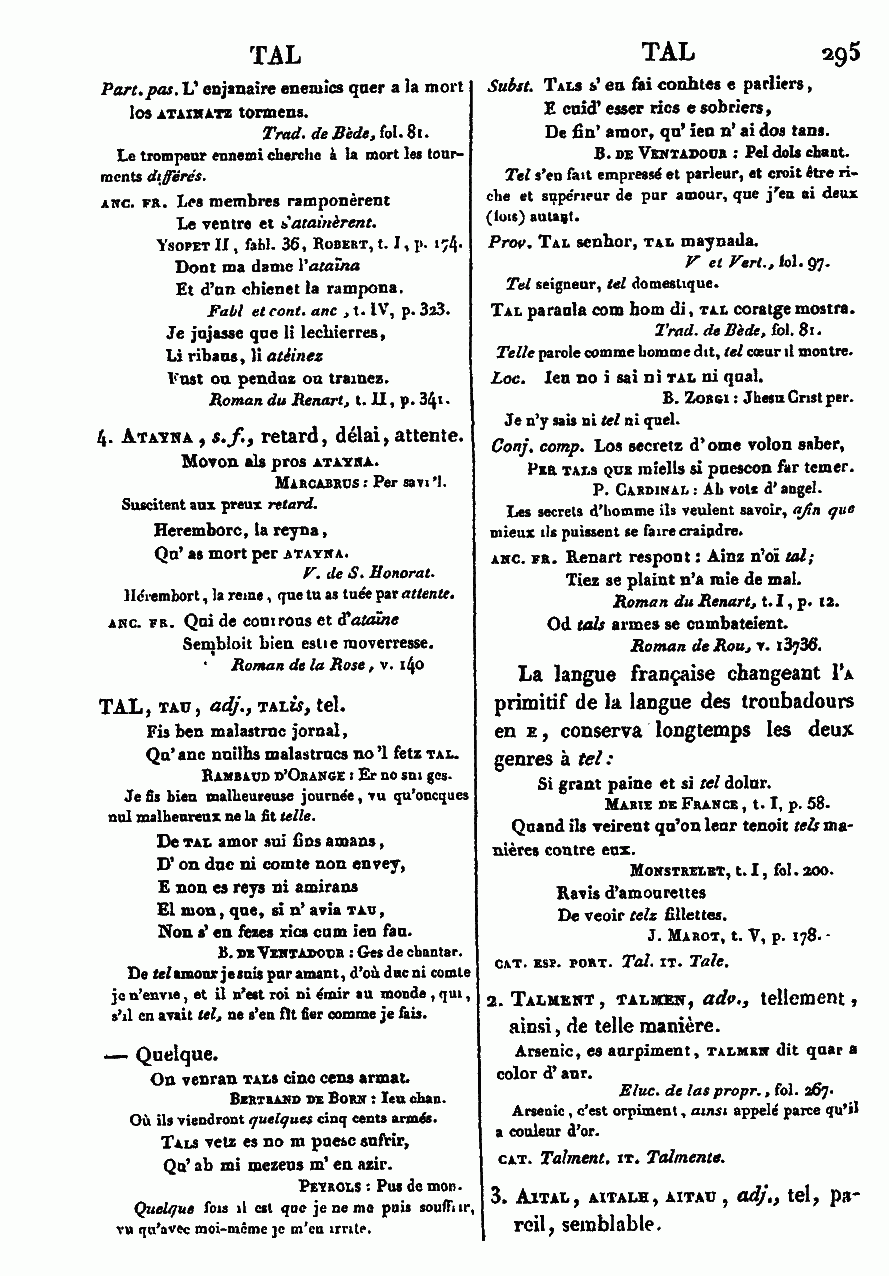 TAL
TAL
295
Part. pas. L' enjanaire enemics quer a la mort
los ATAINATZ tormens.
Trad. de Bède, fol. 81.
Le trompeur ennemi cherche à la mort les tour-
ments différés.
ANC. FR. Les membres ramponèrent
Le ventre et s'atainèrent.
YSOPET II, fabl. 36, ROBERT, t. I, p. 174.
Dont ma dame l'ataïna
Et d'un chienet la rampona.
Fabl et cont. anc , t. IV, p. 323.
Je jujasse que li lechierres,
Li ribaus, li atéinez
Fust ou penduz ou trainez.
Roman du Renart, t. II, p. 341.
4. ATAYNA , s. f., retard, délai, attente.
Movon als pros ATAYNA.
MARCABRUS : Per savi 'l.
Suscitent aux preux retard.
Heremborc, la reyna,
Qu' as mort per ATAYNA.
V. de S. Honorat.
Hérembort, la reine, que tu as tuée par attente.
ANC. FR. Qui de courous et d'ataïne
Sembloit bien estre moverresse.
Roman de la Rose, v. 140
TAL, TAU, adj., TALis, tel.
Fis ben malastruc jornal,
Qu' anc nuilhs malastrucs no 'l fetz TAL.
RAMBAUD D'ORANGE : Er no sui ges.
Je fis bien malheureuse journée, vu qu'oncques
nul malheureux ne la fit telle.
De TAL amor sui fins amans,
D' on duc ni comte non envey,
E non es reys ni amirans
El mon, que, si n' avia TAU,
Non s' en fezes rics cum ieu fau.
B. DE VENTADOUR : Ges de chantar.
De tel amour je suis pur amant, d'où duc ni comte
je n'envie, et il n'est roi ni émir au monde, qui,
s'il en avait tel, ne s'en fît fier comme je fais.
— Quelque.
On venran TALS cinc cens armat.
BERTRAND DE BORN : Ieu chan.
Où ils viendront quelques cinq cents armés.
TALS vetz es no m puesc sufrir,
Qu' ab mi mezeus m' en azir.
PEYROLS : Pus de mon.
Quelque fois il est que je ne me puis souffrir,
vu qu'avec moi-même je m'en irrite.
Subst. TALS s' en fai conhtes e parliers,
E cuid' esser rics e sobriers,
De fin' amor, qu' ieu n' ai dos tans.
B. DE VENTADOUR : Pel dols chant.
Tel s'en fait empressé et parleur, et croit être ri-
che et supérieur de pur amour, que j'en ai deux
(fois) autant.
Prov. TAL senhor, TAL maynada.
V et Vert., fol. 97.
Tel seigneur, tel domestique.
TAL paraula com hom di, TAL coratge mostra.
Trad. de Bède, fol. 81.
Telle parole comme homme dit, tel cœur il montre.
Loc. Ieu no i sai ni TAL ni qual.
B. ZORGI : Jhesu Crist per.
Je n'y sais ni tel ni quel.
Conj. comp. Los secretz d' ome volon saber,
PER TALS QUE miells si puescon far temer.
P. CARDINAL : Ab votz d' angel.
Les secrets d'homme ils veulent savoir, afin que
mieux ils puissent se faire craindre.
ANC. FR. Renart respont : Ainz n'oï tal;
Tiez se plaint n'A mie de mal.
Roman du Renart, t. I, p. 12.
Od tals armes se cumbateient.
Roman de Rou, v. 13736.
La langue française changeant l'A
primitif de la langue des troubadours
en E, conserva longtemps les deux
genres à tel :
Si grant paine et si tel dolur.
MARIE DE FRANCE, t. I, p. 58.
Quand ils veirent qu'on leur tenoit tels ma-
nières contre eux.
MONSTRELET, t. I, fol. 200.
Ravis d'amourettes
De veoir telz fillettes.
J. MAROT, t. V, p. 178.
CAT. ESP. PORT. Tal. IT. Tale.
2. TALMENT, TALMEN, adv., tellement,
ainsi, de telle manière.
Arsenic, es aurpiment, TALMEN dit quar a
color d' aur.
Eluc. de las propr., fol. 267.
Arsenic, c'est orpiment, ainsi appelé parce qu'il
a couleur d'or.
CAT. Talment. IT. Talmente.
3. AITAL, AITALH, AITAU, adj., tel, pa-
reil, semblable.